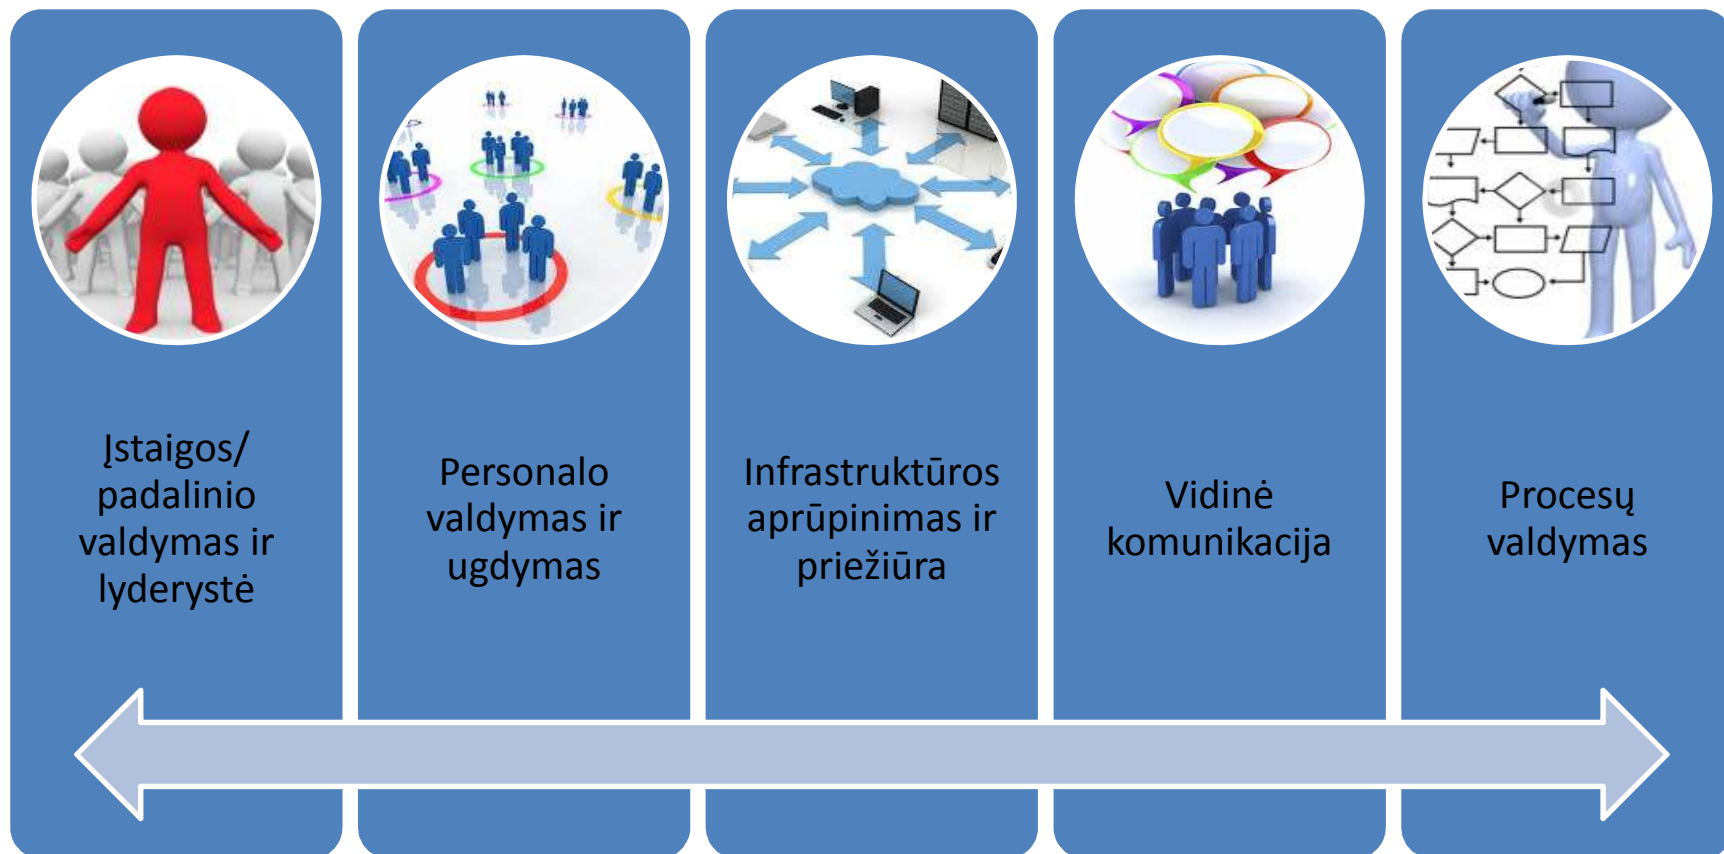 Įstaigos/
padalinio
valdymas ir
lyderystė
Personalo
valdymas ir
ugdymas
Infrastruktūros
aprūpinimas ir
priežiūra
Vidinė
komunikacija
Procesų
valdymas